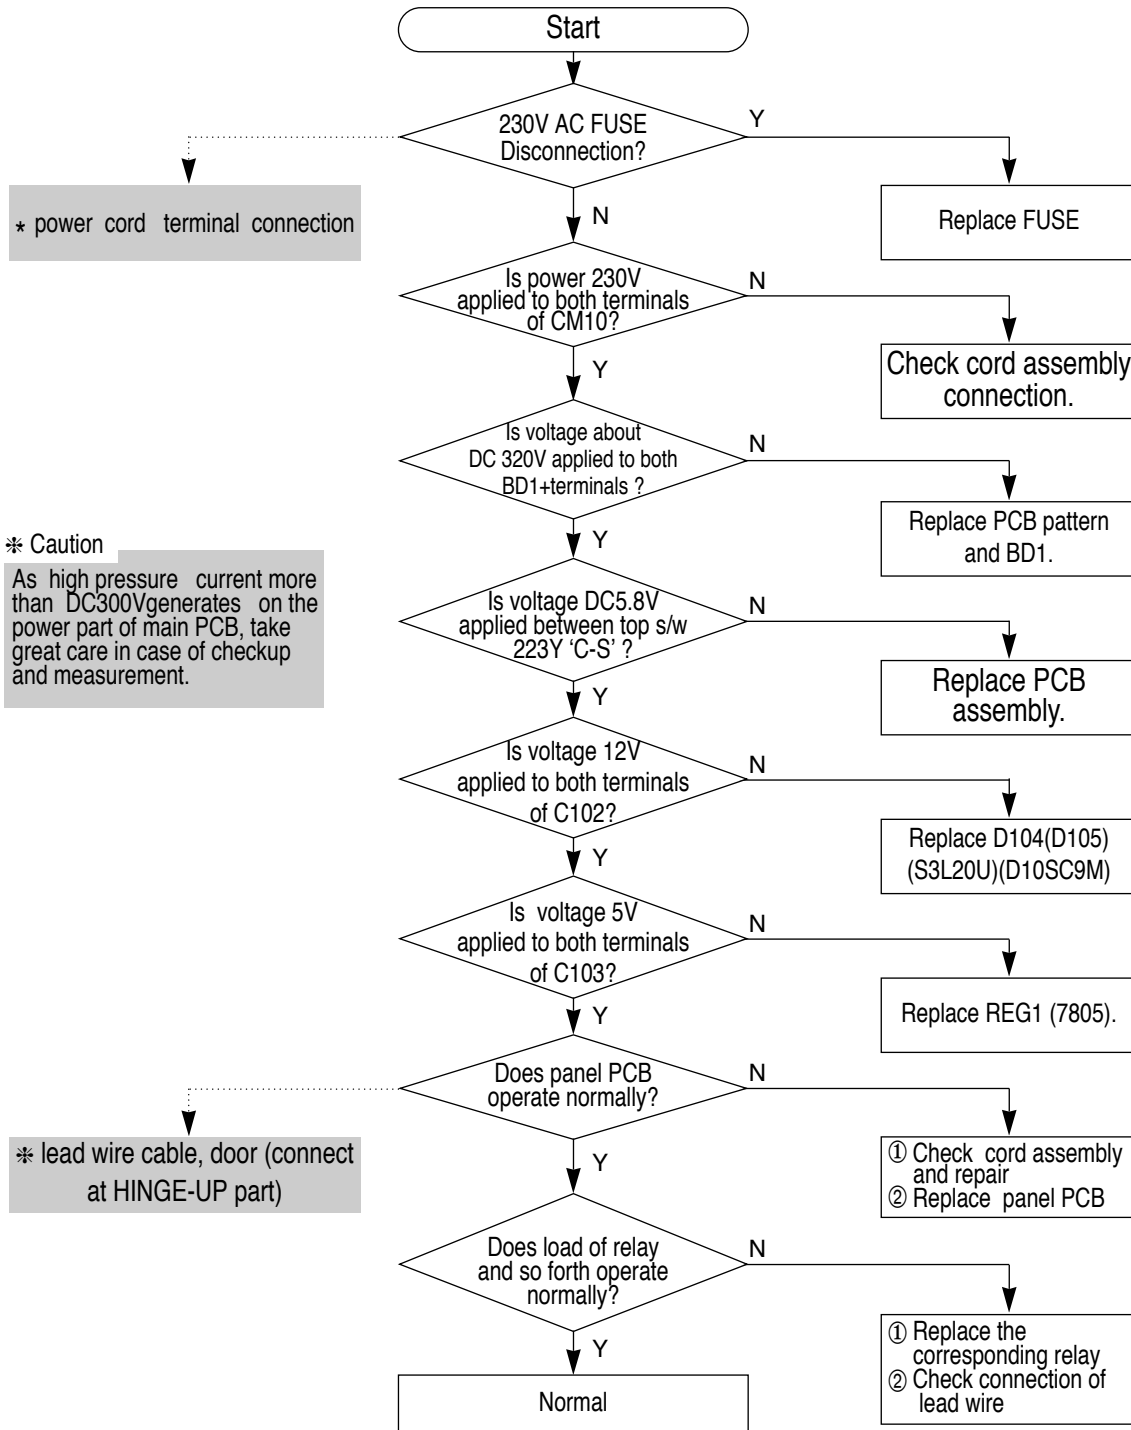 Start
230V AC FUSE
Disconnection?
Y
N
* power cord terminal connection
Replace FUSE
Is power 230V
applied to both terminals
of CM10?
N
Y
Check cord assembly
connection.
Is voltage about
DC 320V applied to both
BD1+terminals ?
N
Y
Replace PCB pattern
and BD1.
❉ Caution
As high pressure current more
than DC300Vgenerates on the
power part of main PCB, take
great care in case of checkup
and measurement.
Is voltage DC5.8V
applied between top s/w
223Y ‘C-S’ ?
N
Y
Replace PCB
assembly.
Is voltage 12V
applied to both terminals
of C102?
N
Y
Replace D104(D105)
(S3L20U)(D10SC9M)
Is voltage 5V
applied to both terminals
of C103?
N
Y
Replace REG1 (7805).
Does panel PCB
operate normally?
N
Y
❉ lead wire cable, door (connect
at HINGE-UP part)
① Check cord assembly
and repair
② Replace panel PCB
Does load of relay
and so forth operate
normally?
N
Y
① Replace the
corresponding relay
② Check connection of
lead wire
Normal